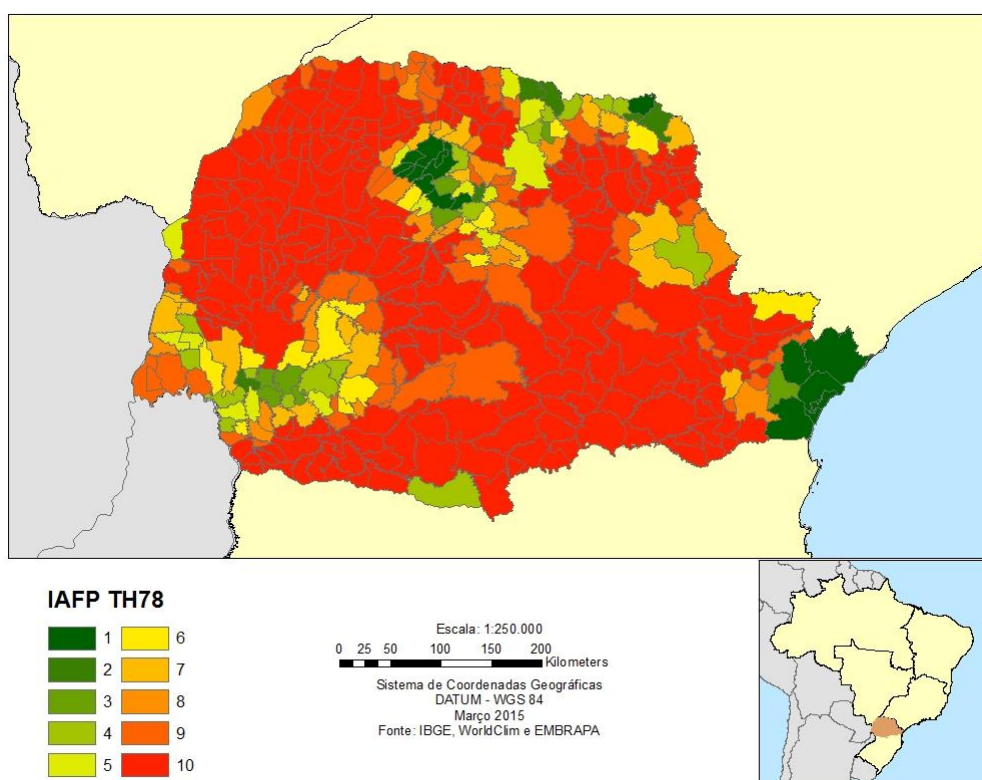 IAFP TH78
1 6
2 7
3 8
4 9
5 10
Escala: 1:250.000
0 25 50 100 150 200
Kilometers
Sistema de Coordenadas Geográficas
DATUM - WGS 84
Março 2015
Fonte: IBGE, WorldClim e EMBRAPA